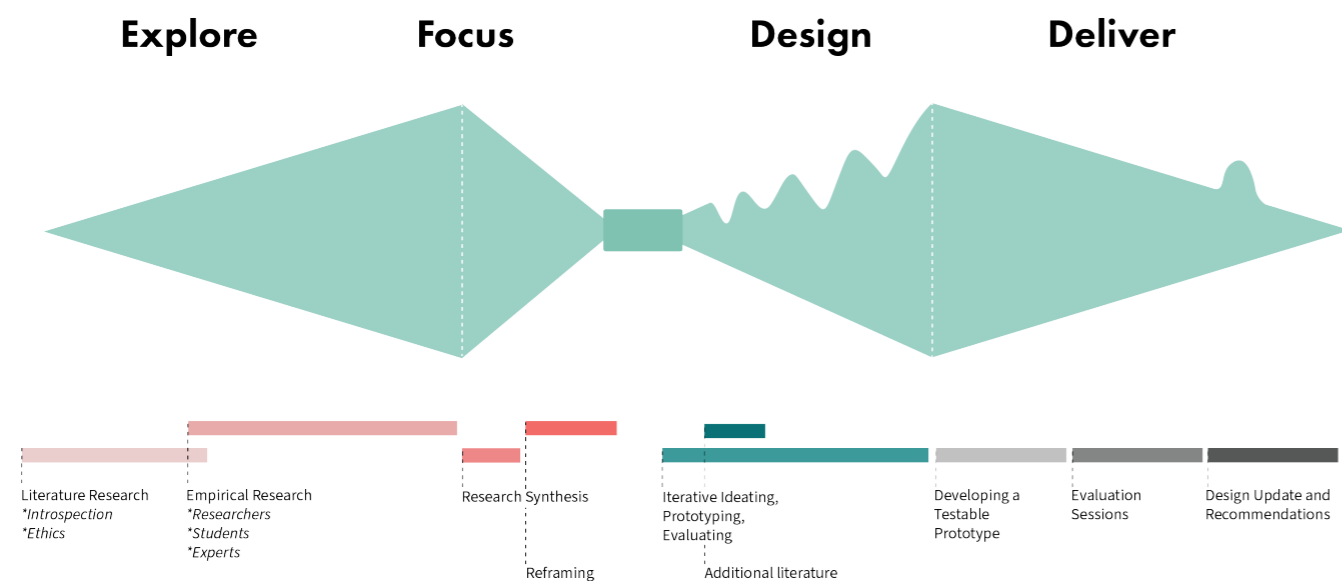 Explore
Focus
Design
Deliver
Literature Research
*Introspection
*Ethics
Empirical Research
*Researchers
*Students
*Experts
Research Synthesis
Reframing
Iterative Ideating,
Prototyping,
Evaluating
Additional literature
Developing a
Testable
Prototype
Evaluation
Sessions
Design Update and
Recommendations